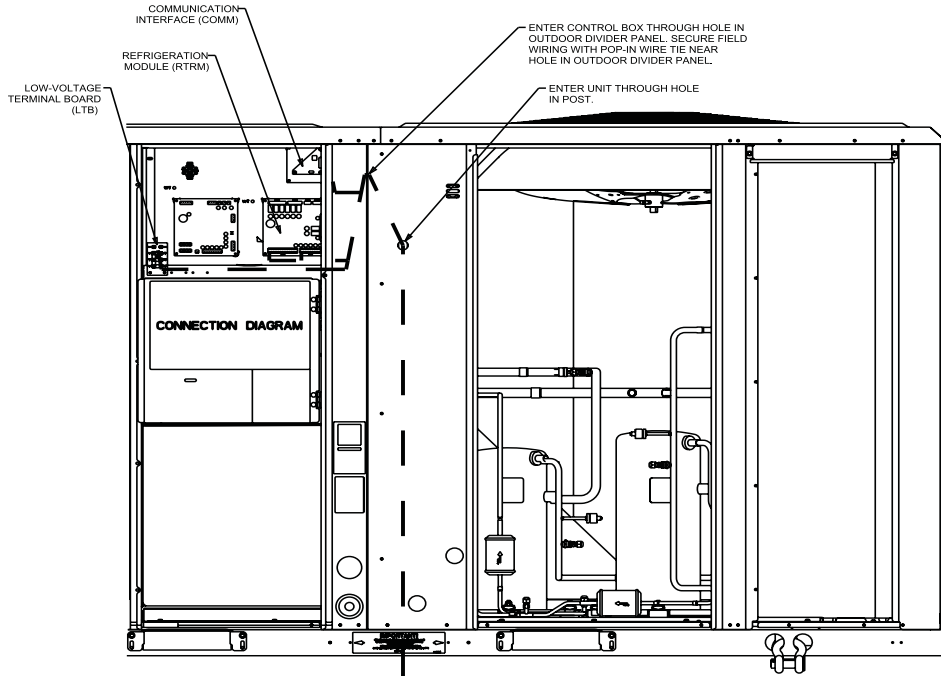 COMMUNICATION
INTERFACE (COMM)
REFRIGERATION
MODULE (RTRM)
LOW-VOLTAGE
TERMINAL BOARD
(LTB)
ENTER CONTROL BOX THROUGH HOLE IN
OUTDOOR DIVIDER PANEL. SECURE FIELD
WIRING WITH POP-IN WIRE TIE NEAR
HOLE IN OUTDOOR DIVIDER PANEL.
ENTER UNIT THROUGH HOLE
IN POST.
CONNECTION DIAGRAM
IMPORTANT!